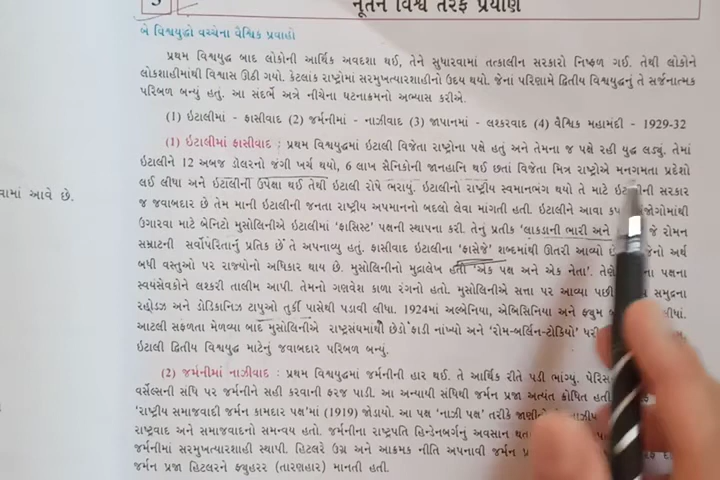 3
નૂતન વિશ્વ તરફ પ્રયાણ
બે વિશ્વયુદ્ધો વચ્ચેના વૈશ્વિક પ્રવાહો
પ્રથમ વિશ્વયુદ્ધ બાદ લોકોની આર્થિક અવદશા થઈ, તેને સુધારવામાં તત્કાલીન સરકારો નિષ્ફળ ગઈ. તેથી લોકોને
લોકશાહીમાંથી વિશ્વાસ ઊઠી ગયો. કેટલાંક રાષ્ટ્રોમાં સરમુખત્યારશાહીનો ઉદય થયો. જેનાં પરિણામે દ્વિતીય વિશ્વયુદ્ધનું તે સર્જનાત્મક
પરિબળ બન્યું હતું. આ સંદર્ભે અત્રે નીચેના ઘટનાક્રમનો અભ્યાસ કરીએ.
(1) ઇટાલીમાં - ફાસીવાદ (2) જર્મનીમાં - નાઝીવાદ (3) જાપાનમાં - લશ્કરવાદ (4) વૈશ્વિક મહામંદી - 1929-32
(1) ઇટાલીમાં ફાસીવાદ : પ્રથમ વિશ્વયુદ્ધમાં ઇટાલી વિજેતા રાષ્ટ્રોના પક્ષે હતું અને તેમના જ પક્ષે રહી યુદ્ધ લડ્યું. તેમાં
ઇટાલીને 12 અબજ ડોલરનો જંગી ખર્ચ થયો, 6 લાખ સૈનિકોની જાનહાનિ થઈ છતાં વિજેતા મિત્ર રાષ્ટ્રોએ મનગમતા પ્રદેશો
વામાં આવે છે.
લઈ લીધા અને ઇટાલીની ઉપેક્ષા થઈ તેથી ઇટાલી રોષે ભરાયું. ઇટાલીનો રાષ્ટ્રીય સ્વમાનભંગ થયો તે માટે સરકાર
જ જવાબદાર છે તેમ માની ઇટાલીની જનતા રાષ્ટ્રીય અપમાનનો બદલો લેવા માંગતી હતી. ઇટાલીને આવા
ઉગારવા માટે બેનિટો મુસોલિનીએ ઇટાલીમાં 'ફાસિસ્ટ' પક્ષની સ્થાપના કરી. તેનું પ્રતીક 'લાકડાની ભારી અને જે રોમન
સમ્રાટની સર્વોપરિતાનું પ્રતિક છે તે અપનાવ્યુ હતુ. ફાસીવાદ ઇટાલીના 'ફાસેજે' શબ્દમાંથી ઊતરી આવ્યો અર્થ
બધી વસ્તુઓ પર રાજ્યોનો અધિકાર થાય છે. મુસોલિનીનો મુદ્રાલેખ હતો 'એક પક્ષ અને એક નેતા'. પક્ષના
સ્વયંસેવકોને લશ્કરી તાલીમ આપી. તેમનો ગણવેશ કાળા રંગનો હતો. મુસોલિનીએ સત્તા પર આવ્યા પછી સમુદ્રના
રહોડઝ અને ડોડિકાનિઝ ટાપુઓ તુર્કી પાસેથી પડાવી લીધા. 1924માં અલ્બેનિયા, એબિસિનિયા અને ફ્યુમ
આટલી સફળતા મેળવ્યા બાદ મુસોલિનીએ રાષ્ટ્રસંઘમાંથી છેડો ફાડી નાંખ્યો અને 'રોમ-બર્લિન-ટોકિયો'
ઇટાલી દ્વિતીય વિશ્વયુદ્ધ માટેનું જવાબદાર પરિબળ બન્યું.
(2) જર્મનીમાં નાઝીવાદ : પ્રથમ વિશ્વયુદ્ધમાં જર્મનીની હાર થઈ. તે આર્થિક રીતે પડી ભાંગ્યું.
વર્સેલ્સની સંધિ પર જર્મનીને સહી કરવાની ફરજ પાડી. આ અન્યાયી સંધિથી જર્મન પ્રજા અત્યંત ક્રોધિત હતી
'રાષ્ટ્રીય સમાજવાદી જર્મન કામદાર પક્ષ'માં (1919) જોડાયો. આ પક્ષ 'નાઝી પક્ષ' તરીકે
રાષ્ટ્રવાદ અને સમાજવાદનો સમન્વય હતો. જર્મનીના રાષ્ટ્રપતિ હિન્ડેનબર્ગનું અવસાન
જર્મનીમાં સરમુખત્યારશાહી સ્થાપી. હિટલરે ઉગ્ર અને આક્રમક નીતિ અપનાવી જર્મન
જર્મન પ્રજા હિટલરને ફ્યુહરર (તારણહાર) માનતી હતી.